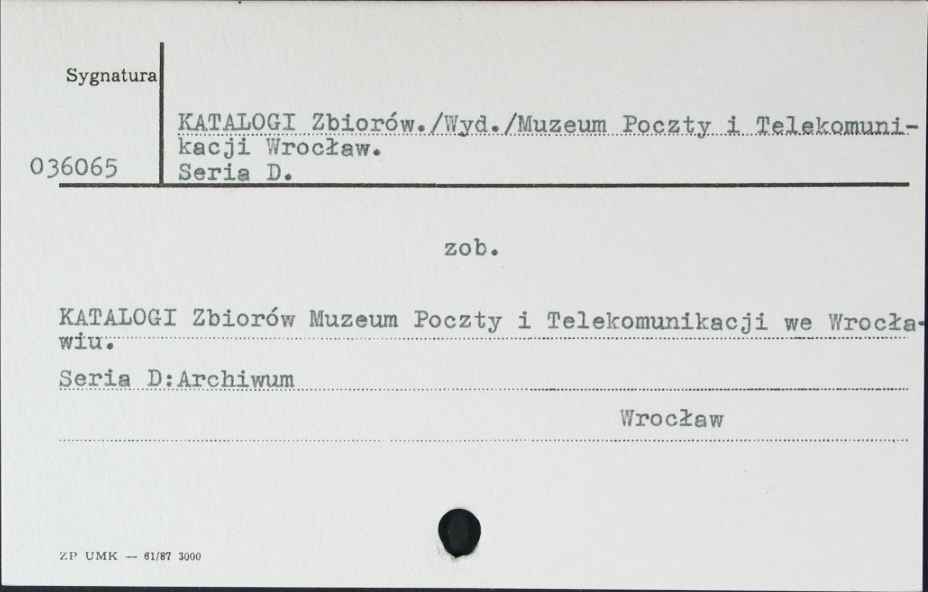 Sygnatura
KATALOGI Zbiorów./Wyd./Muzeum Poczty i Telekomuni-
kacji Wrocław.
036065
Seria D.
zob.
KATALOGI Zbiorów Muzeum Poczty i Telekomunikacji we Wrocła-
wiu.
Seria D:Archiwum
Wrocław
ZP UMK — 61/87 3000